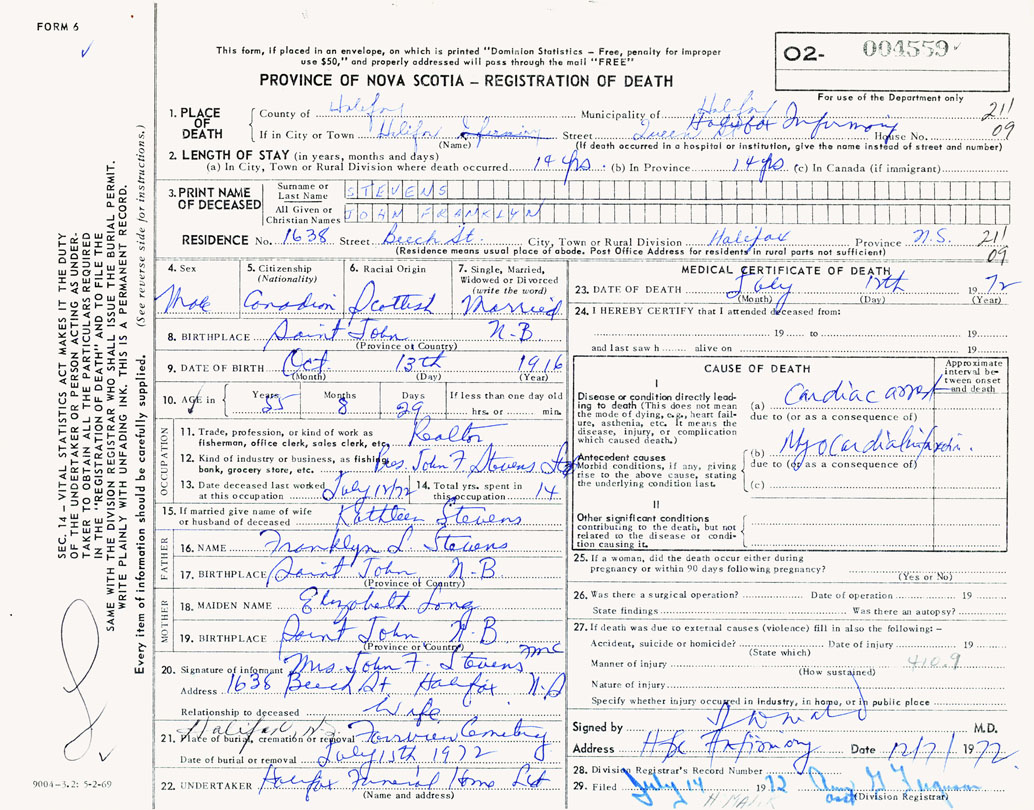 FORM 6
This form, if placed in an envelope, on which is printed "Dominion Statistics – Free, penalty for improper
use $50," and properly addressed will pass through the mail "FREE"
PROVINCE OF NOVA SCOTIA – REGISTRATION OF DEATH
02- 004559
For use of the Department only
1. PLACE OF DEATH
County of Halifax Municipality of Halifax 21/
If in City or Town Halifax Infirmary Street Queen St Halifax Infirmary House No. 09
(Name) (If death occurred in a hospital or institution, give the name instead of street and number)
2. LENGTH OF STAY (in years, months and days)
(a) In City, Town or Rural Division where death occurred 14 yrs. : (b) In Province 14 yrs. (c) In Canada (if immigrant)
3. PRINT NAME OF DECEASED
Surname or Last Name STEVENS
All Given or Christian Names JOHN FRANKLYN
RESIDENCE No. 1638 Street Beech St. City, Town or Rural Division Halifax Province N.S. 21/
(Residence means usual place of abode. Post Office Address for residents in rural parts not sufficient) 09
4. Sex
Male
5. Citizenship (Nationality)
Canadian
6. Racial Origin
Scottish
7. Single, Married, Widowed or Divorced (write the word)
Married
8. BIRTHPLACE Saint John N-B
(Province or Country)
9. DATE OF BIRTH Oct. 13th 1916
(Month) (Day) (Year)
10. AGE in Years 55 Months 8 Days 29 If less than one day old
hrs. or min.
OCCUPATION
11. Trade, profession, or kind of work as Realtor
fisherman, office clerk, sales clerk, etc.
12. Kind of industry or business, as fishing, Pres. John F. Stevens Ltd
bank, grocery store, etc.
13. Date deceased last worked at this occupation July 12/72
14. Total yrs. spent in this occupation 14
15. If married give name of wife or husband of deceased Kathleen Stevens
FATHER
16. NAME Franklyn L. Stevens
17. BIRTHPLACE Saint John N-B
(Province or Country)
MOTHER
18. MAIDEN NAME Elizabeth Long
19. BIRTHPLACE Saint John N-B
(Province or Country)
20. Signature of informant Mrs. John F. Stevens
Address 1638 Beech St Halifax N-S
Relationship to deceased Wife
Halifax N.S.
21. Place of burial, cremation or removal Fairview Cemetery
Date of burial or removal July 15th 1972
22. UNDERTAKER Halifax Funeral Home Ltd
(Name and address)
MEDICAL CERTIFICATE OF DEATH
23. DATE OF DEATH July 12th 1972
(Month) (Day) (Year)
24. I HEREBY CERTIFY that I attended deceased from:
19 to 19
and last saw h alive on 19
CAUSE OF DEATH
Approximate interval between onset and death
I
Disease or condition directly leading to death (This does not mean the mode of dying, e.g., heart failure, asthenia, etc. It means the disease, injury, or complication which caused death.)
(a) Cardiac arrest
due to (or as a consequence of)
Antecedent causes
Morbid conditions, if any, giving rise to the above cause, stating the underlying condition last.
(b) Myocardial infarction.
due to (or as a consequence of)
(c)
II
Other significant conditions
contributing to the death, but not related to the disease or condition causing it.
25. If a woman, did the death occur either during
pregnancy or within 90 days following pregnancy?
(Yes or No)
26. Was there a surgical operation? Date of operation 19
State findings Was there an autopsy?
27. If death was due to external causes (violence) fill in also the following: –
Accident, suicide or homicide? Date of injury 19
(State which)
Manner of injury 410.9
(How sustained)
Nature of injury
Specify whether injury occurred in industry, in home, or in public place
Signed by M.D.
Address Hfx Infirmary Date 12/7/1972
28. Division Registrar's Record Number
29. Filed July 14 1972
(Division Registrar)
SEC. 14 – VITAL STATISTICS ACT MAKES IT THE DUTY
OF THE UNDERTAKER OR PERSON ACTING AS UNDER-
TAKER TO OBTAIN ALL THE PARTICULARS REQUIRED
IN THE "REGISTRATION OF DEATH" AND TO FILE THE
SAME WITH THE DIVISION REGISTRAR WHO SHALL ISSUE THE BURIAL PERMIT.
WRITE PLAINLY WITH UNFADING INK. THIS IS A PERMANENT RECORD.
Every item of information should be carefully supplied. (See reverse side for instructions.)
9004-3.2: 5-2-69